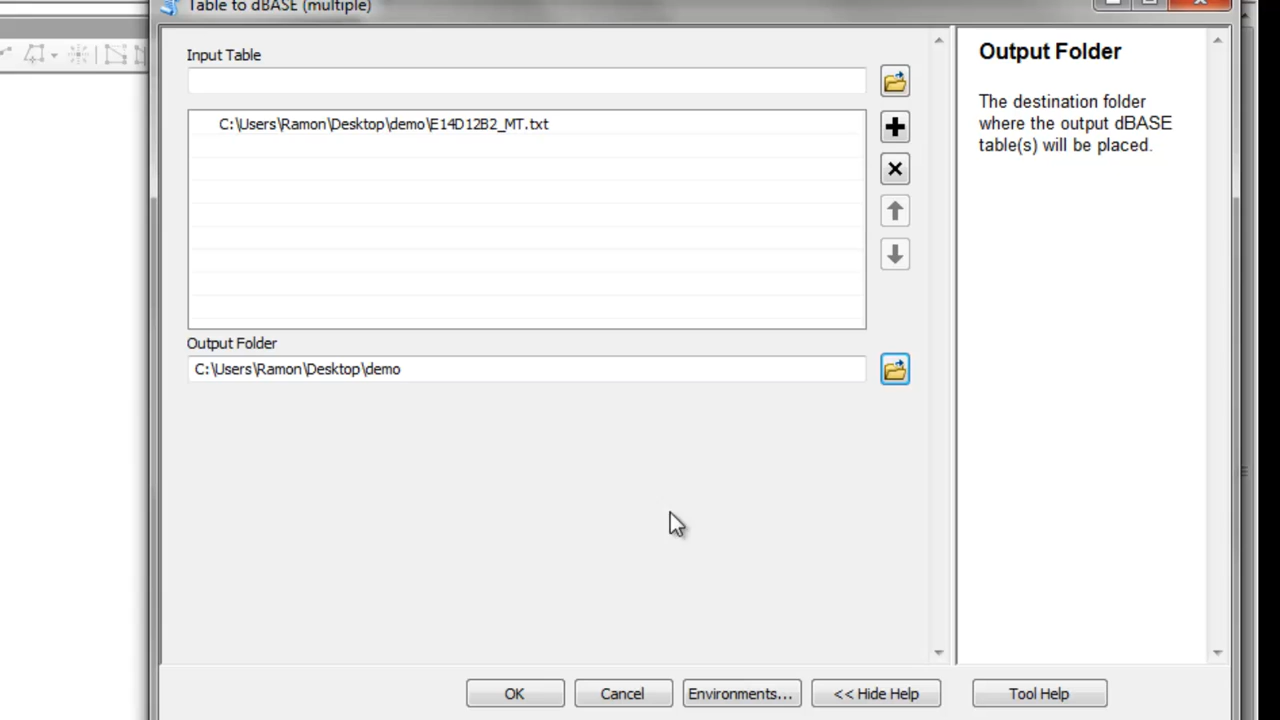 Table to dBASE (multiple)
Input Table
C:\Users\Ramon\Desktop\demo\E14D12B2_MT.txt
Output Folder
C:\Users\Ramon\Desktop\demo
Output Folder
The destination folder
where the output dBASE
table(s) will be placed.
OK
Cancel
Environments...
<< Hide Help
Tool Help